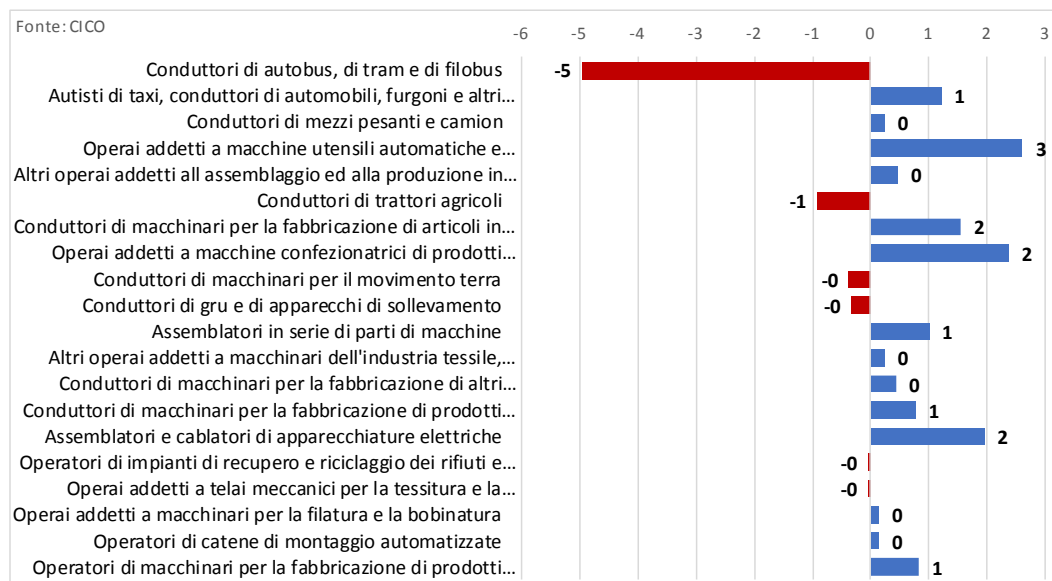 Fonte: CICO
-6 -5 -4 -3 -2 -1 0 1 2 3
Conduttori di autobus, di tram e di filobus -5
Autisti di taxi, conduttori di automobili, furgoni e altri... 1
Conduttori di mezzi pesanti e camion 0
Operai addetti a macchine utensili automatiche e... 3
Altri operai addetti all assemblaggio ed alla produzione in... 0
Conduttori di trattori agricoli -1
Conduttori di macchinari per la fabbricazione di articoli in... 2
Operai addetti a macchine confezionatrici di prodotti... 2
Conduttori di macchinari per il movimento terra -0
Conduttori di gru e di apparecchi di sollevamento -0
Assemblatori in serie di parti di macchine 1
Altri operai addetti a macchinari dell'industria tessile,... 0
Conduttori di macchinari per la fabbricazione di altri... 0
Conduttori di macchinari per la fabbricazione di prodotti... 1
Assemblatori e cablatori di apparecchiature elettriche 2
Operatori di impianti di recupero e riciclaggio dei rifiuti e... -0
Operai addetti a telai meccanici per la tessitura e la... -0
Operai addetti a macchinari per la filatura e la bobinatura 0
Operatori di catene di montaggio automatizzate 0
Operatori di macchinari per la fabbricazione di prodotti... 1